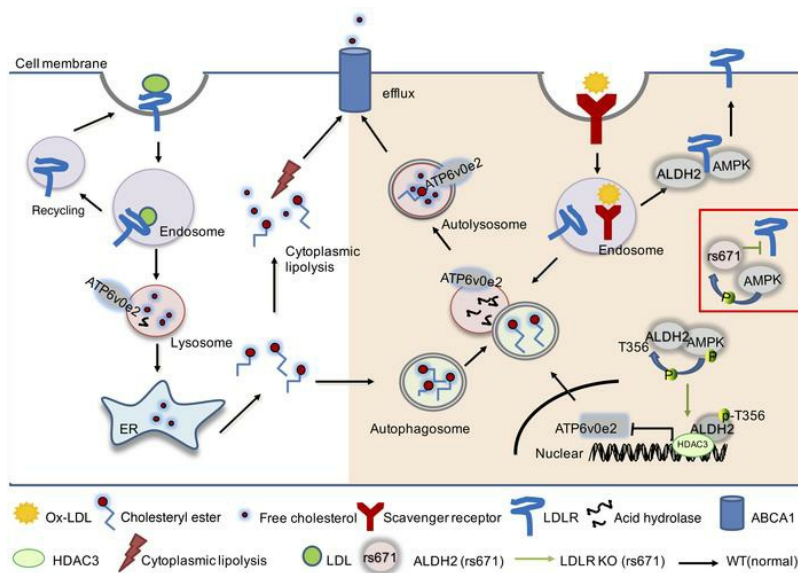 Cell membrane
efflux
Recycling
Endosome
ATP6v0e2
Lysosome
ER
Cytoplasmic
lipolysis
ATP6v0e2
Autolysosome
ATP6v0e2
Autophagosome
Endosome
ALDH2
AMPK
rs671
AMPK
P
ALDH2
AMPK
T356
P
P
ATP6v0e2
Nuclear
p-T356
ALDH2
HDAC3
Ox-LDL
Cholesteryl ester
Free cholesterol
Scavenger receptor
LDLR
Acid hydrolase
ABCA1
HDAC3
Cytoplasmic lipolysis
LDL
rs671
ALDH2 (rs671)
LDLR KO (rs671)
WT(normal)